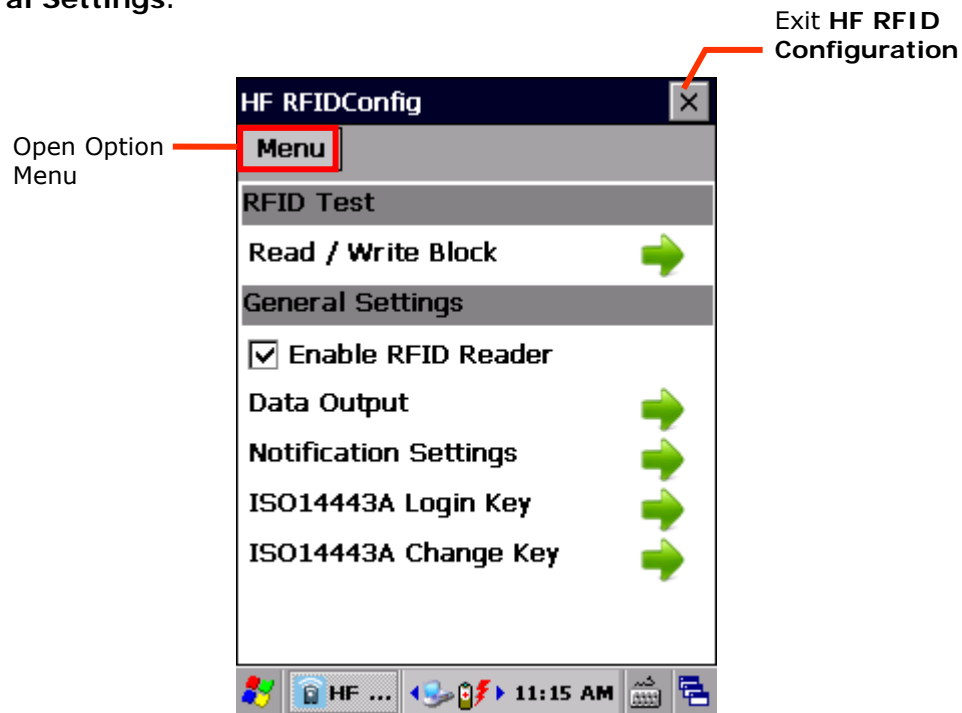 al Settings.
Exit HF RFID
Configuration
HF RFIDConfig
Open Option
Menu
Menu
RFID Test
Read / Write Block
General Settings
Enable RFID Reader
Data Output
Notification Settings
ISO14443A Login Key
ISO14443A Change Key
HF ... 11:15 AM